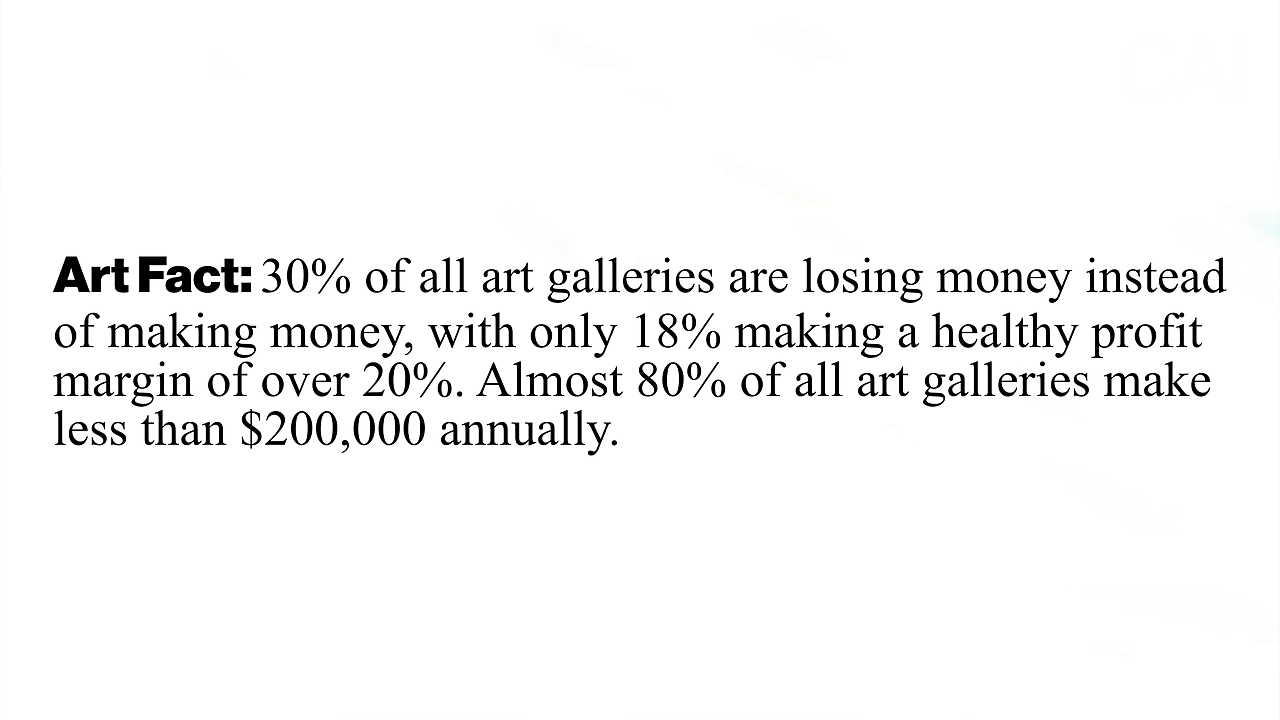 CAI
Art Fact: 30% of all art galleries are losing money instead
of making money, with only 18% making a healthy profit
margin of over 20%. Almost 80% of all art galleries make
less than $200,000 annually.